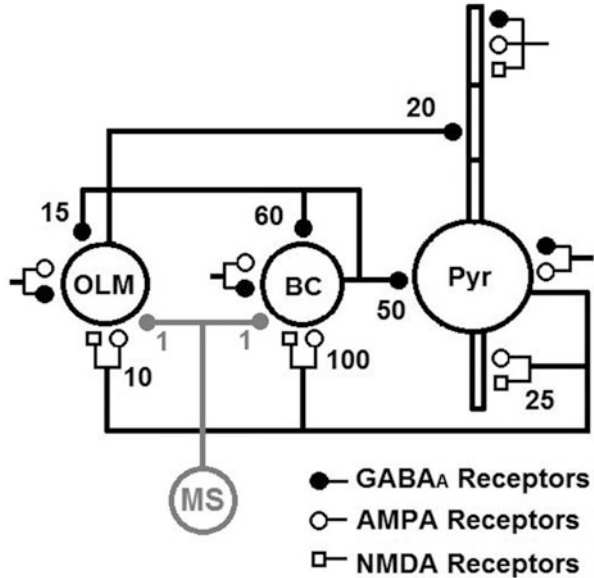 20
15
60
OLM
BC
Pyr
50
1
1
10
100
25
MS
GABAA Receptors
AMPA Receptors
NMDA Receptors